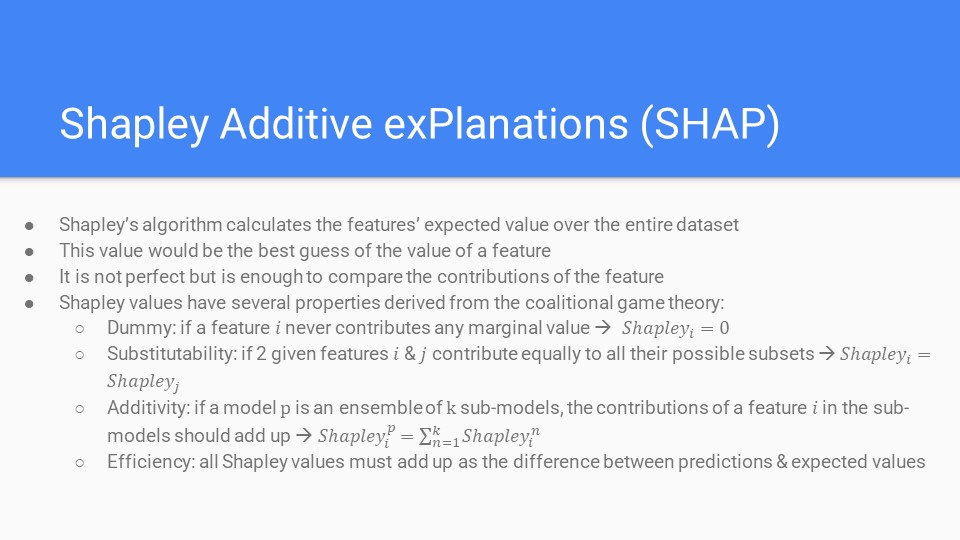 Shapley Additive exPlanations (SHAP)
● Shapley’s algorithm calculates the features’ expected value over the entire dataset
● This value would be the best guess of the value of a feature
● It is not perfect but is enough to compare the contributions of the feature
● Shapley values have several properties derived from the coalitional game theory:
○ Dummy: if a feature i never contributes any marginal value → Shapley_i = 0
○ Substitutability: if 2 given features i & j contribute equally to all their possible subsets → Shapley_i =
Shapley_j
○ Additivity: if a model p is an ensemble of k sub-models, the contributions of a feature i in the sub-
models should add up → Shapley_i^p = ∑_{n=1}^k Shapley_i^n
○ Efficiency: all Shapley values must add up as the difference between predictions & expected values